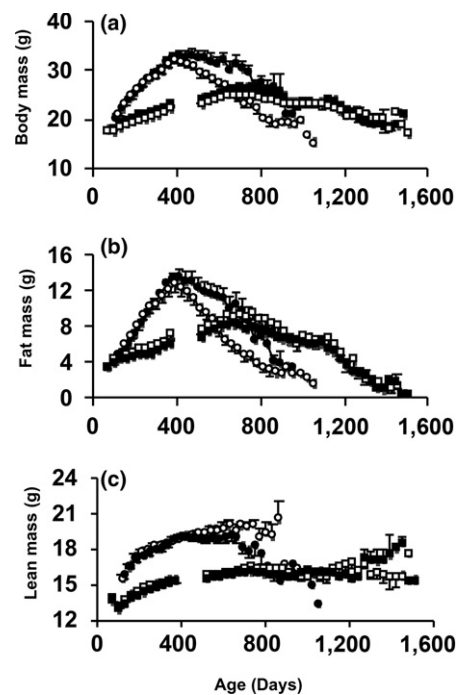 (a)
Body mass (g)
40
30
20
10
0 400 800 1,200 1,600
(b)
Fat mass (g)
16
12
8
4
0
0 400 800 1,200 1,600
(c)
Lean mass (g)
24
21
18
15
12
0 400 800 1,200 1,600
Age (Days)